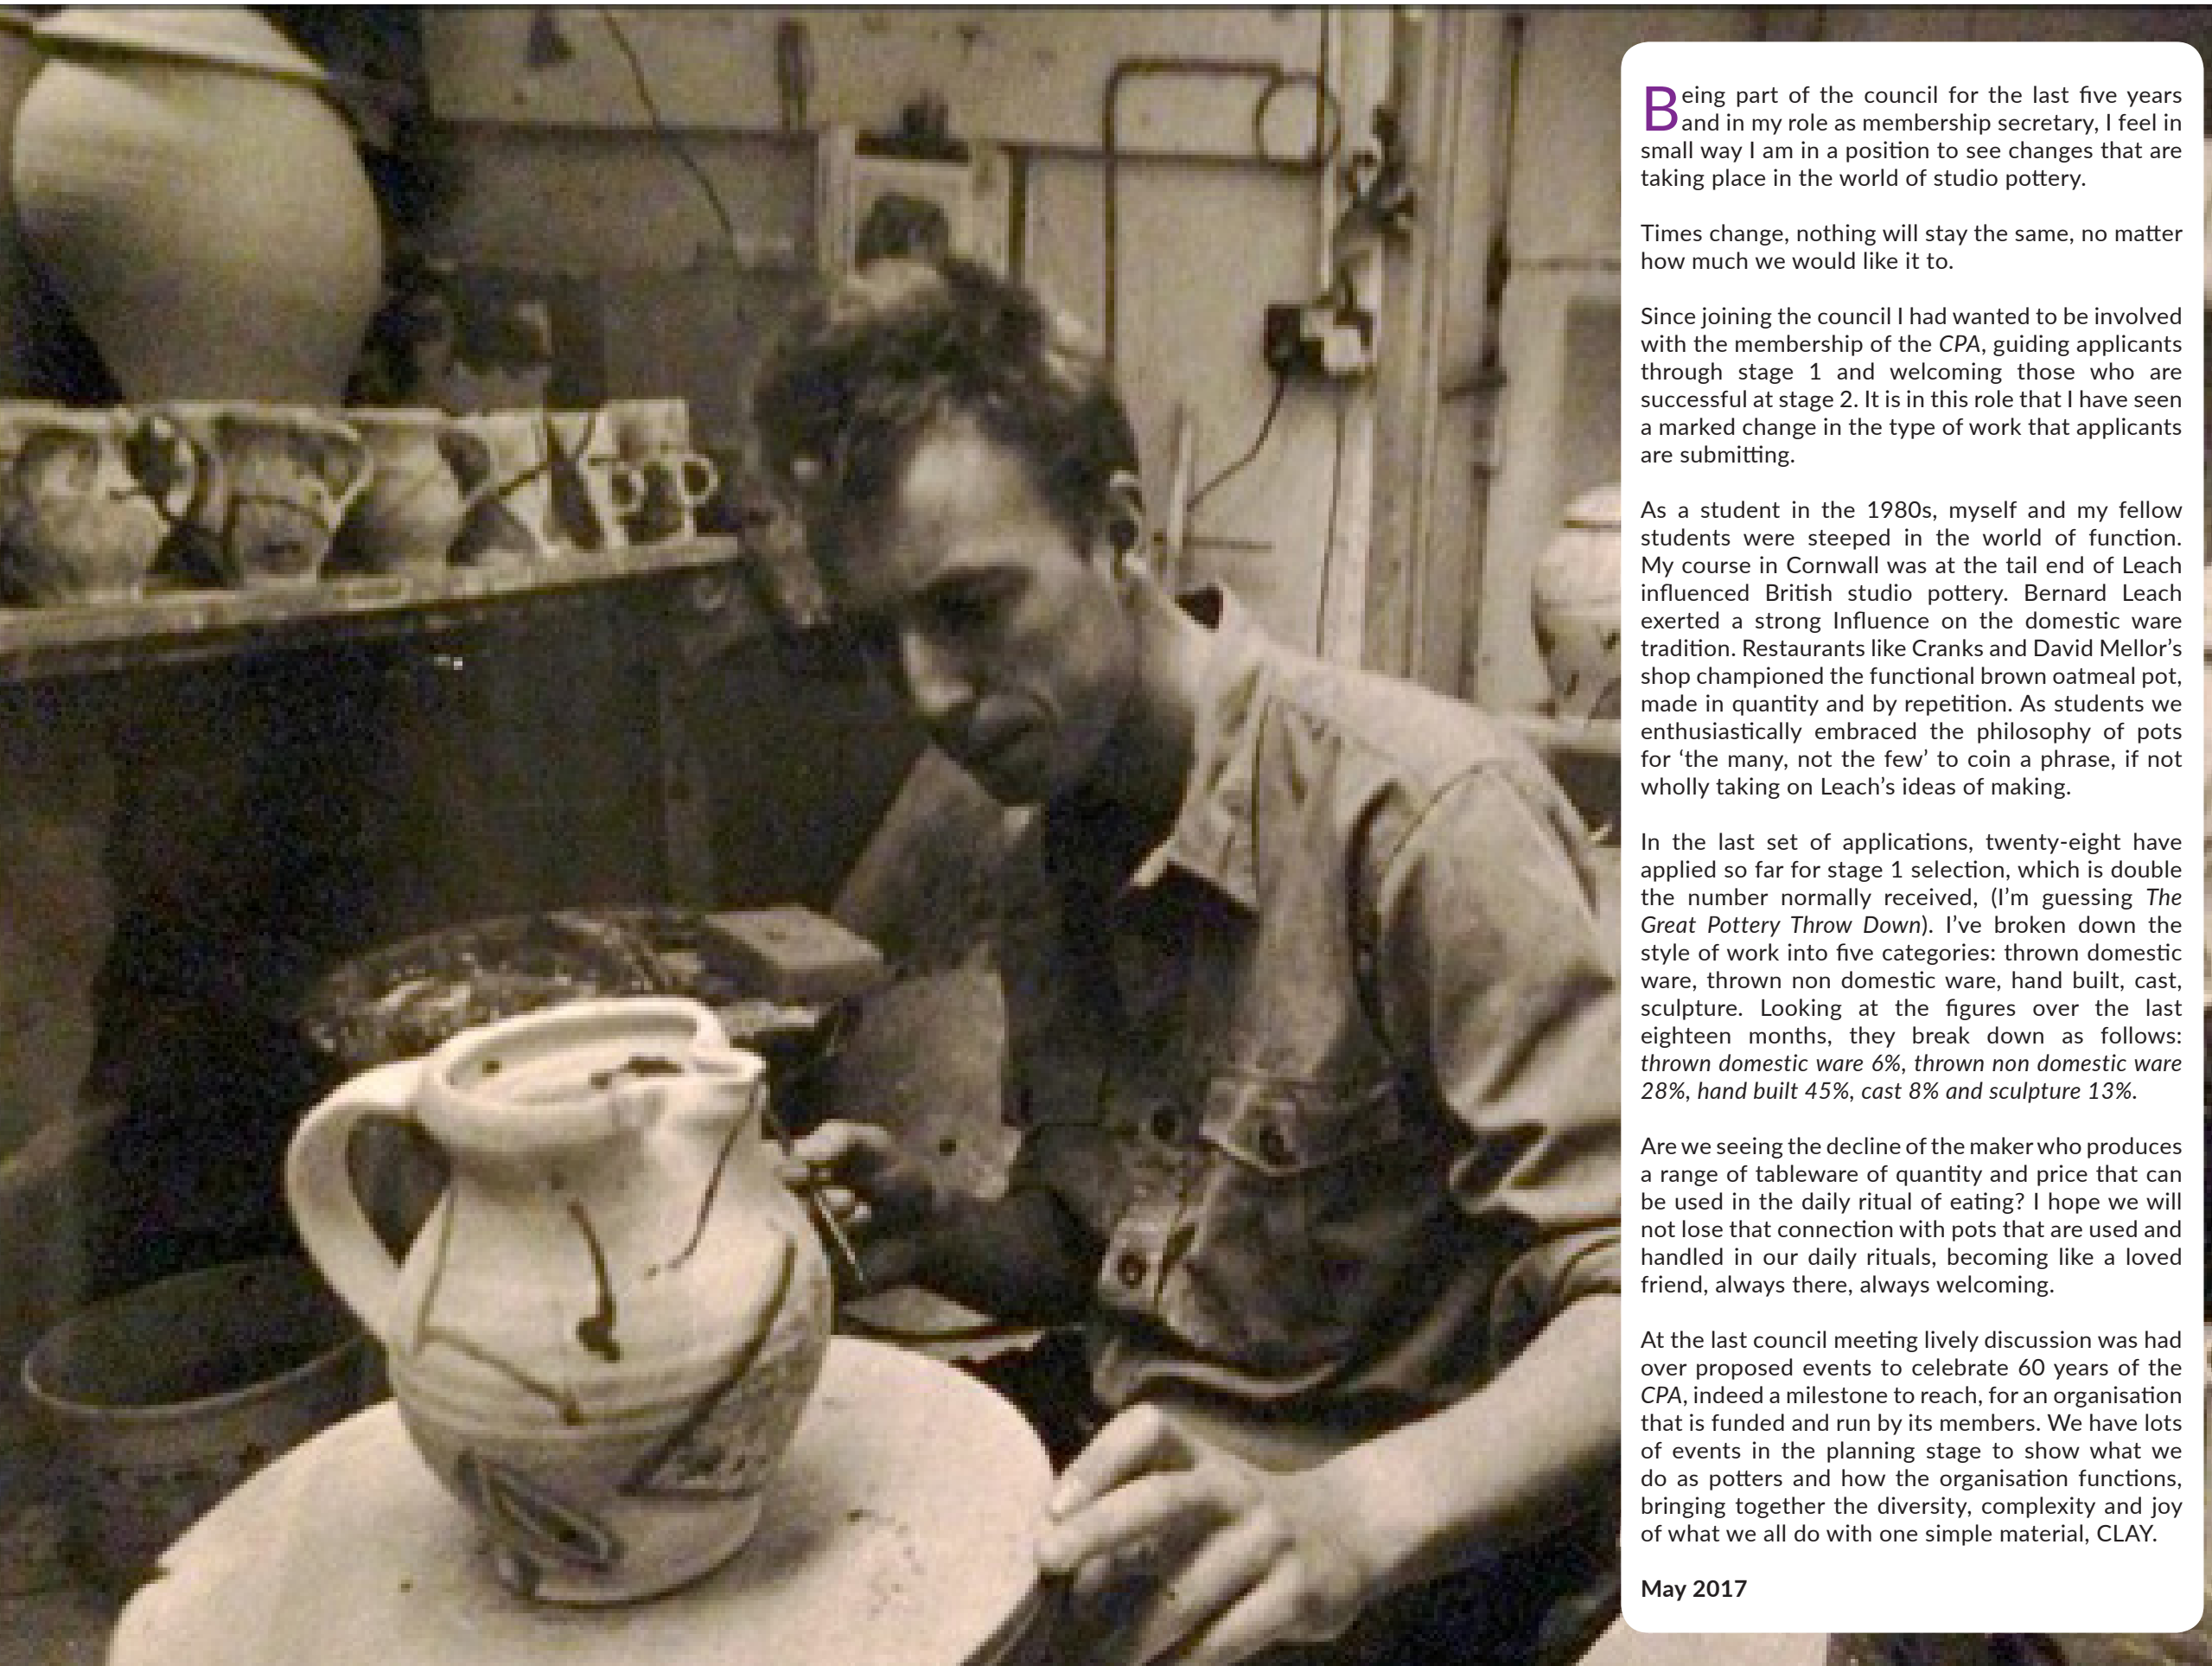 Being part of the council for the last five years
and in my role as membership secretary, I feel in
small way I am in a position to see changes that are
taking place in the world of studio pottery.
Times change, nothing will stay the same, no matter
how much we would like it to.
Since joining the council I had wanted to be involved
with the membership of the CPA, guiding applicants
through stage 1 and welcoming those who are
successful at stage 2. It is in this role that I have seen
a marked change in the type of work that applicants
are submitting.
As a student in the 1980s, myself and my fellow
students were steeped in the world of function.
My course in Cornwall was at the tail end of Leach
influenced British studio pottery. Bernard Leach
exerted a strong Influence on the domestic ware
tradition. Restaurants like Cranks and David Mellor's
shop championed the functional brown oatmeal pot,
made in quantity and by repetition. As students we
enthusiastically embraced the philosophy of pots
for 'the many, not the few' to coin a phrase, if not
wholly taking on Leach's ideas of making.
In the last set of applications, twenty-eight have
applied so far for stage 1 selection, which is double
the number normally received, (I'm guessing The
Great Pottery Throw Down). I've broken down the
style of work into five categories: thrown domestic
ware, thrown non domestic ware, hand built, cast,
sculpture. Looking at the figures over the last
eighteen months, they break down as follows:
thrown domestic ware 6%, thrown non domestic ware
28%, hand built 45%, cast 8% and sculpture 13%.
Are we seeing the decline of the maker who produces
a range of tableware of quantity and price that can
be used in the daily ritual of eating? I hope we will
not lose that connection with pots that are used and
handled in our daily rituals, becoming like a loved
friend, always there, always welcoming.
At the last council meeting lively discussion was had
over proposed events to celebrate 60 years of the
CPA, indeed a milestone to reach, for an organisation
that is funded and run by its members. We have lots
of events in the planning stage to show what we
do as potters and how the organisation functions,
bringing together the diversity, complexity and joy
of what we all do with one simple material, CLAY.
May 2017